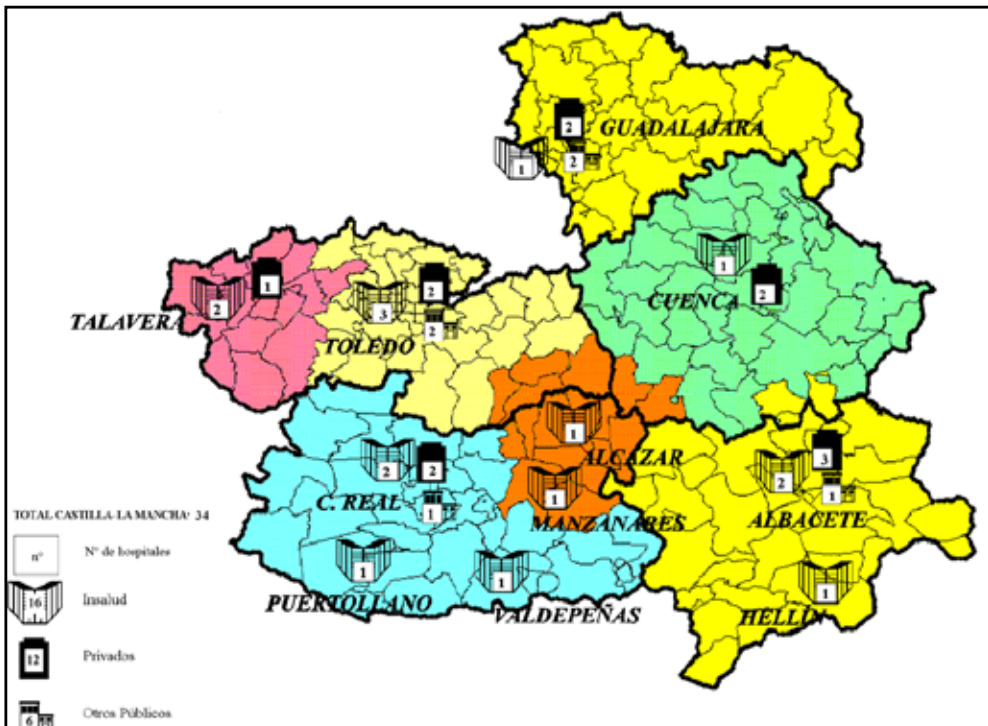 2
GUADALAJARA
1
2
1
CUENCA
2
1
2
2
3
TALAVERA
TOLEDO
2
1
ALCAZAR
3
2
2
2
C. REAL
1
1
MANZANARES
1
ALBACETE
TOTAL CASTILLA-LA MANCHA: 34
nº
Nº de hospitales
1
PUERTOLLANO
1
VALDEPEÑAS
1
HELLÍN
16
Insalud
12
Privados
6
Otros Públicos